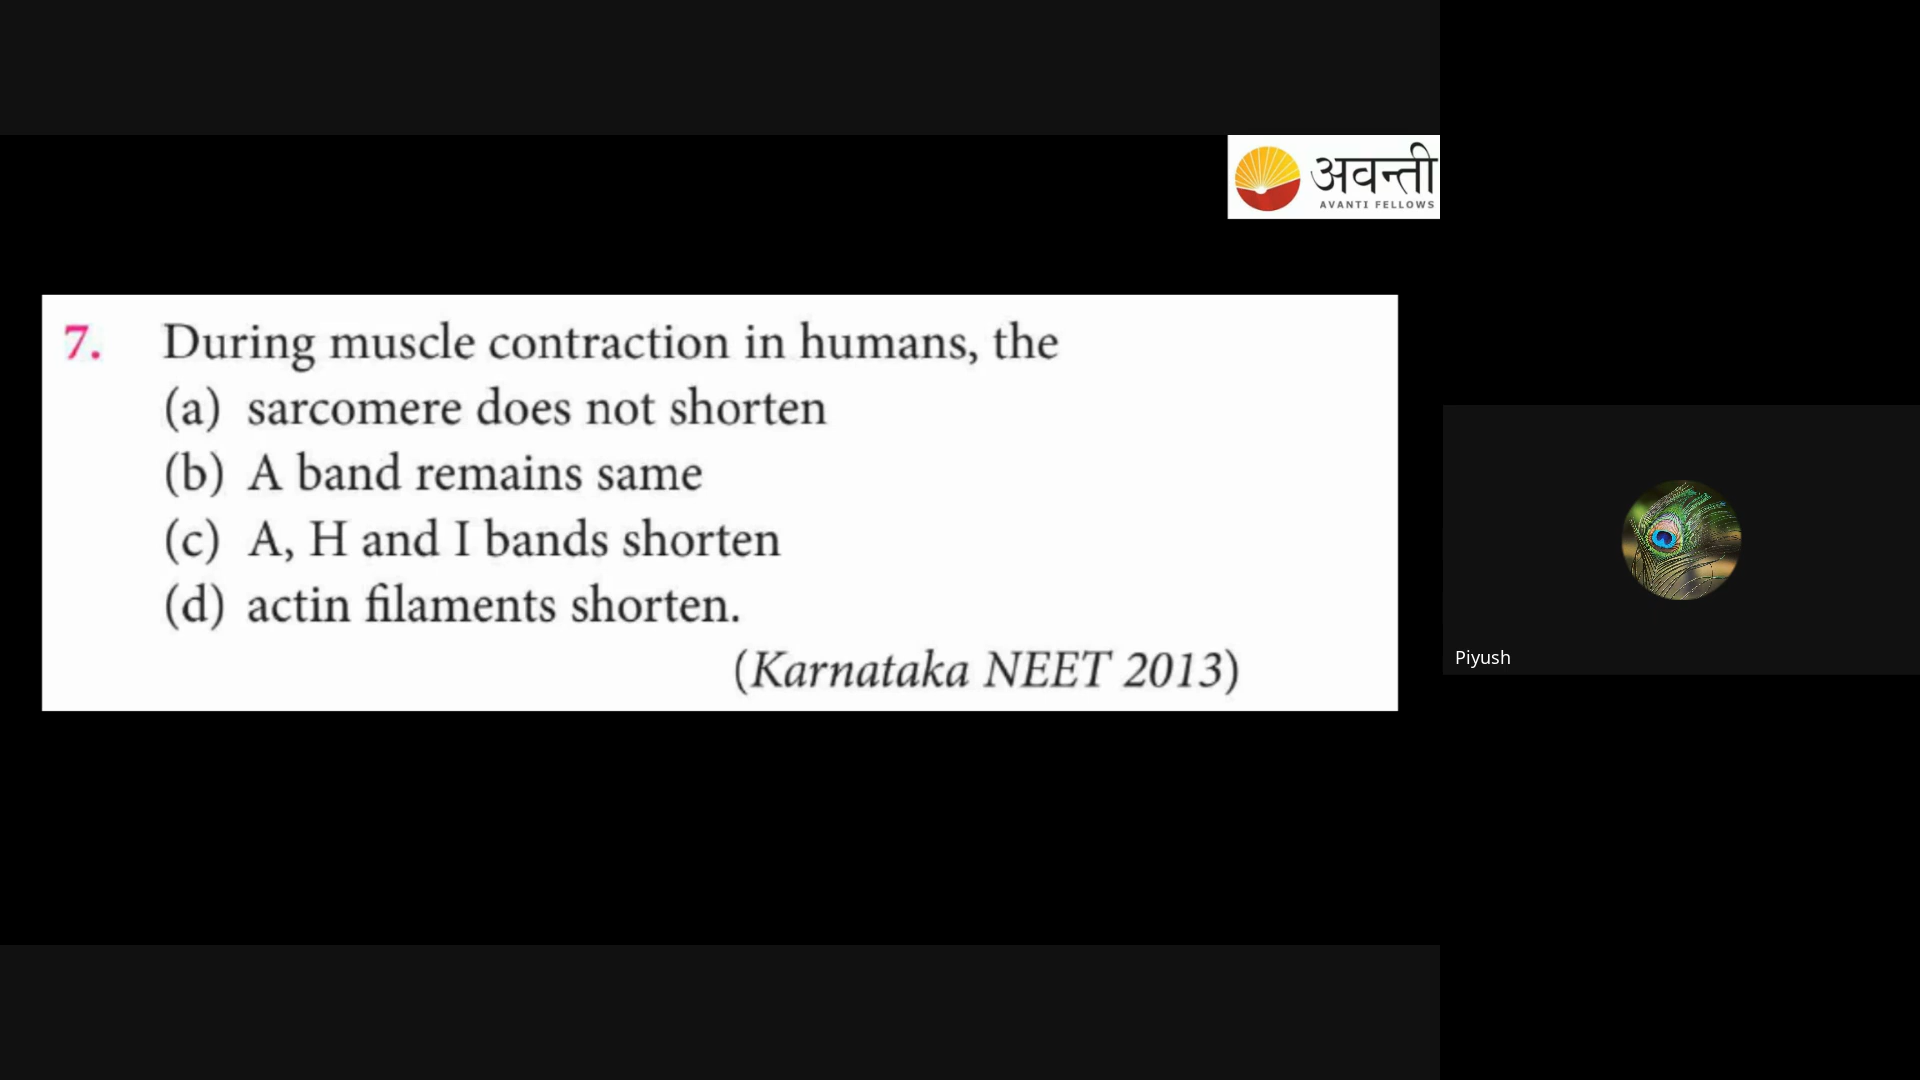 अवन्ती
AVANTI FELLOWS
7. During muscle contraction in humans, the
(a) sarcomere does not shorten
(b) A band remains same
(c) A, H and I bands shorten
(d) actin filaments shorten.
(Karnataka NEET 2013)
Piyush